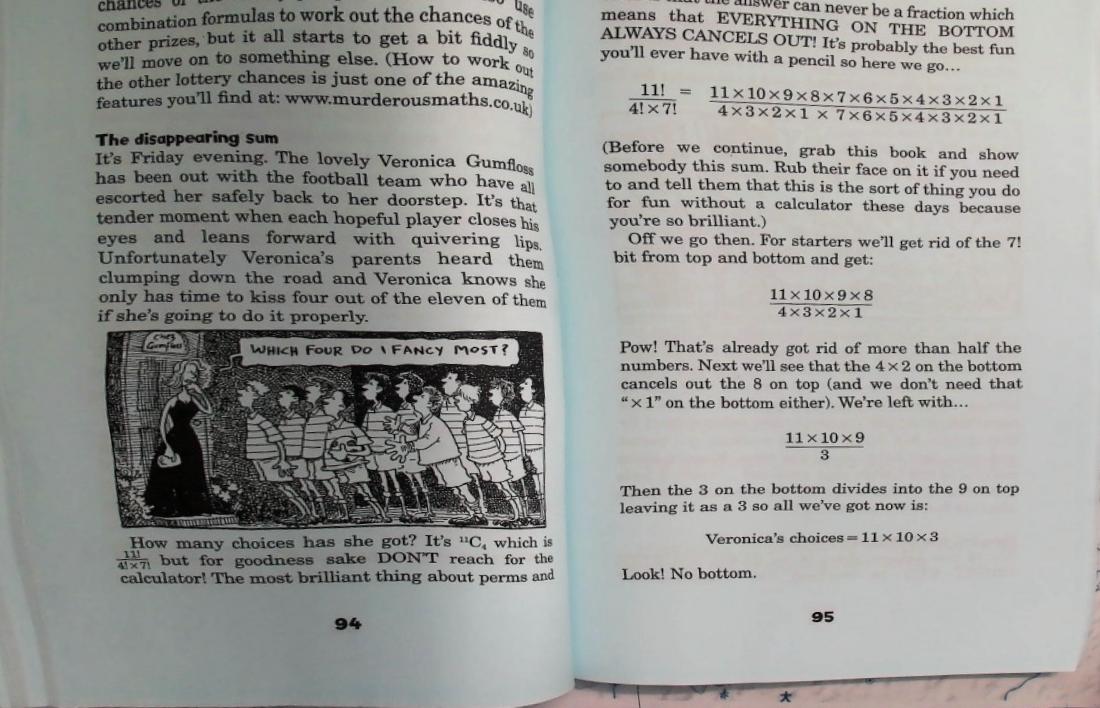 use
combination formulas to work out the chances of the
other prizes, but it all starts to get a bit fiddly so
we'll move on to something else. (How to work out
the other lottery chances is just one of the amazing
features you'll find at: www.murderousmaths.co.uk)
The disappearing sum
It's Friday evening. The lovely Veronica Gumfloss
has been out with the football team who have all
escorted her safely back to her doorstep. It's that
tender moment when each hopeful player closes his
eyes and leans forward with quivering lips.
Unfortunately Veronica's parents heard them
clumping down the road and Veronica knows she
only has time to kiss four out of the eleven of them
if she's going to do it properly.
Chez
Gumfloss
WHICH FOUR DO I FANCY MOST?
How many choices has she got? It's ¹¹C₄ which is
11!/4!×7! but for goodness sake DON'T reach for the
calculator! The most brilliant thing about perms and
94
answer can never be a fraction which
means that EVERYTHING ON THE BOTTOM
ALWAYS CANCELS OUT! It's probably the best fun
you'll ever have with a pencil so here we go...
11! = 11×10×9×8×7×6×5×4×3×2×1
4!×7! 4×3×2×1 × 7×6×5×4×3×2×1
(Before we continue, grab this book and show
somebody this sum. Rub their face on it if you need
to and tell them that this is the sort of thing you do
for fun without a calculator these days because
you're so brilliant.)
Off we go then. For starters we'll get rid of the 7!
bit from top and bottom and get:
11×10×9×8
4×3×2×1
Pow! That's already got rid of more than half the
numbers. Next we'll see that the 4×2 on the bottom
cancels out the 8 on top (and we don't need that
"×1" on the bottom either). We're left with...
11×10×9
3
Then the 3 on the bottom divides into the 9 on top
leaving it as a 3 so all we've got now is:
Veronica's choices=11×10×3
Look! No bottom.
95